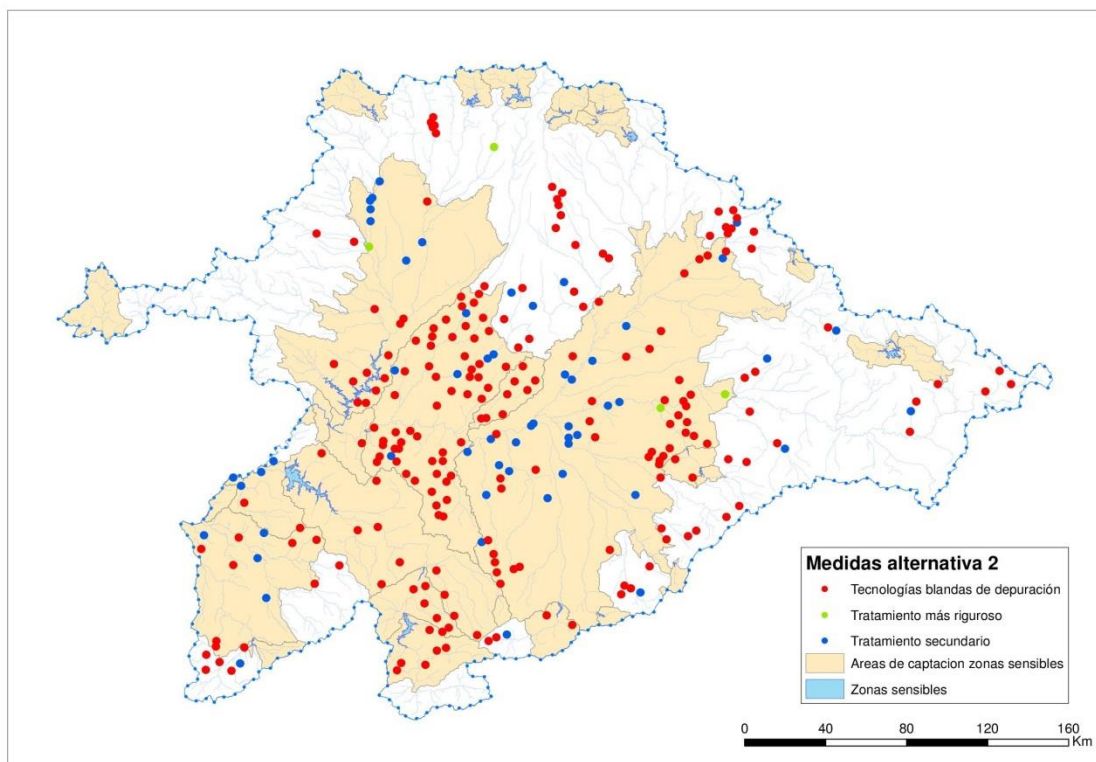 Medidas alternativa 2
Tecnologías blandas de depuración
Tratamiento más riguroso
Tratamiento secundario
Areas de captacion zonas sensibles
Zonas sensibles
0 40 80 120 160
Km